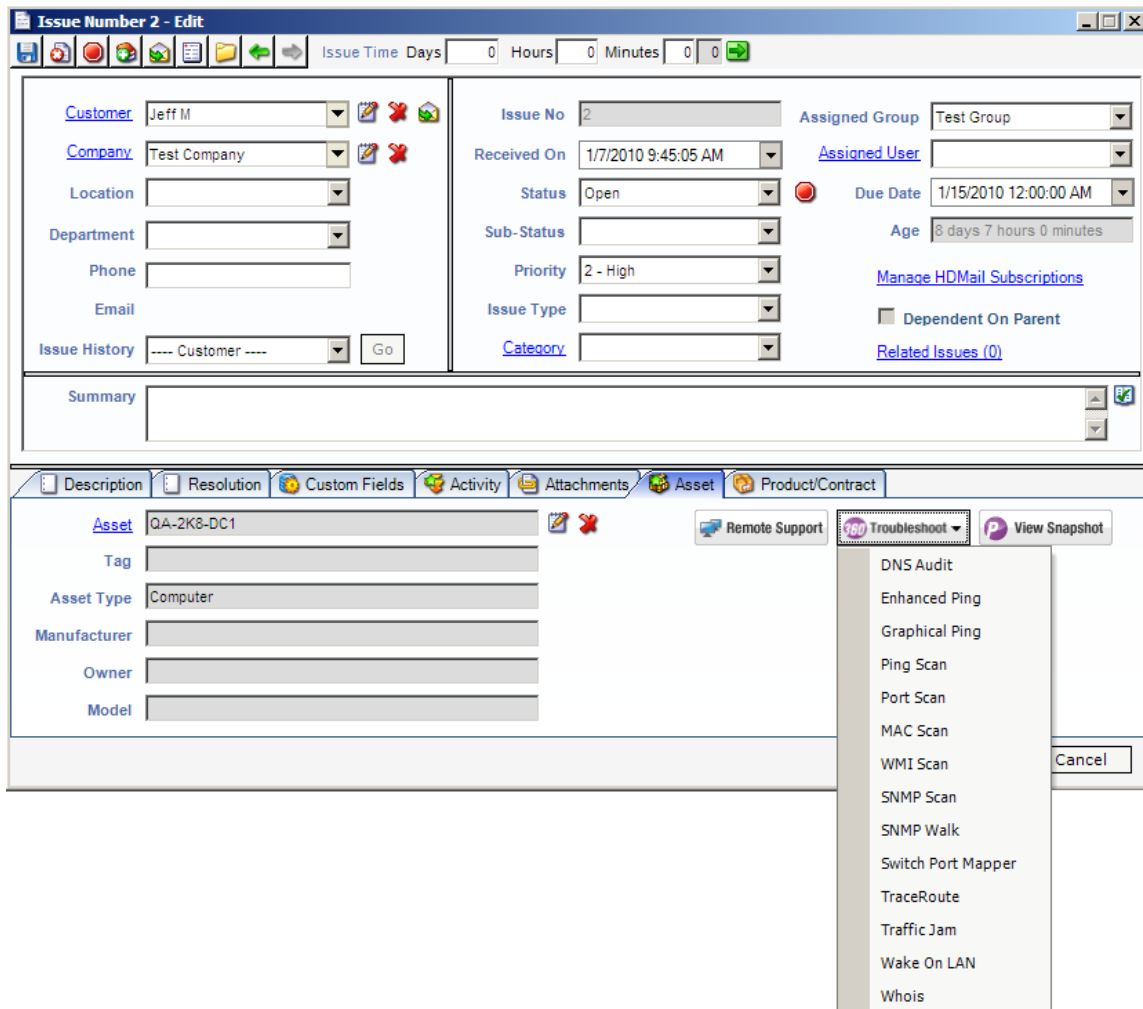 Issue Number 2 - Edit
Issue Time Days 0 Hours 0 Minutes 0 0
Customer Jeff M
Company Test Company
Location
Department
Phone
Email
Issue History ---- Customer ---- Go
Issue No 2
Received On 1/7/2010 9:45:05 AM
Status Open
Sub-Status
Priority 2 - High
Issue Type
Category
Assigned Group Test Group
Assigned User
Due Date 1/15/2010 12:00:00 AM
Age 8 days 7 hours 0 minutes
Manage HDMail Subscriptions
Dependent On Parent
Related Issues (0)
Summary
Description Resolution Custom Fields Activity Attachments Asset Product/Contract
Asset QA-2K8-DC1
Tag
Asset Type Computer
Manufacturer
Owner
Model
Remote Support 360 Troubleshoot P View Snapshot
DNS Audit
Enhanced Ping
Graphical Ping
Ping Scan
Port Scan
MAC Scan
WMI Scan
SNMP Scan
SNMP Walk
Switch Port Mapper
TraceRoute
Traffic Jam
Wake On LAN
Whois
Cancel